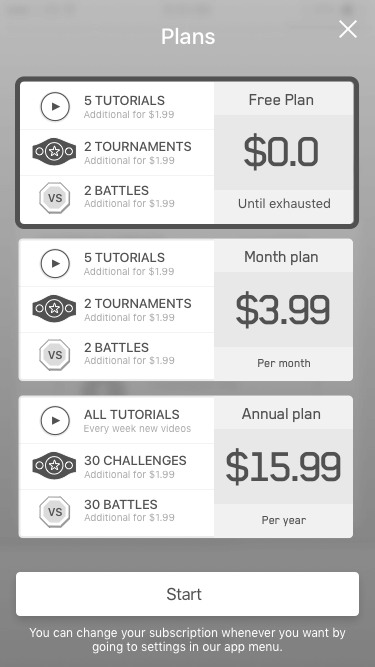 Plans
5 TUTORIALS
Additional for $1.99
2 TOURNAMENTS
Additional for $1.99
VS
2 BATTLES
Additional for $1.99
Free Plan
$0.0
Until exhausted
5 TUTORIALS
Additional for $1.99
2 TOURNAMENTS
Additional for $1.99
VS
2 BATTLES
Additional for $1.99
Month plan
$3.99
Per month
ALL TUTORIALS
Every week new videos
30 CHALLENGES
Additional for $1.99
VS
30 BATTLES
Additional for $1.99
Annual plan
$15.99
Per year
Start
You can change your subscription whenever you want by
going to settings in our app menu.